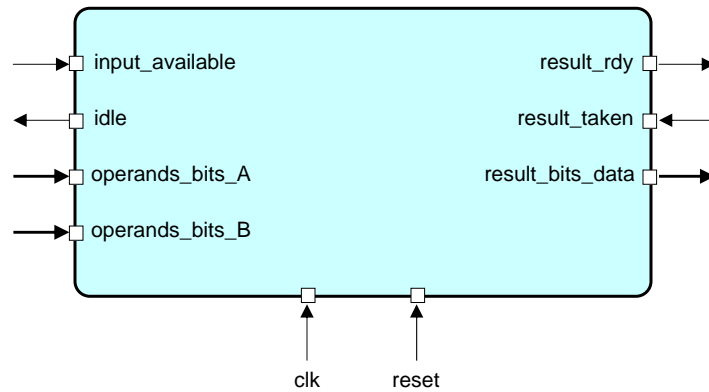 input_available
result_rdy
idle
result_taken
operands_bits_A
result_bits_data
operands_bits_B
clk
reset